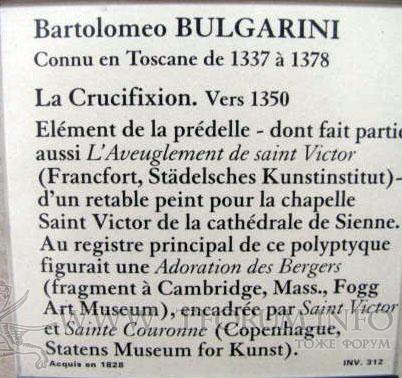 Bartolomeo BULGARINI
Connu en Toscane de 1337 à 1378
La Crucifixion. Vers 1350
Elément de la prédelle - dont fait partie
aussi L'Aveuglement de saint Victor
(Francfort, Städelsches Kunstinstitut)-
d'un retable peint pour la chapelle
Saint Victor de la cathédrale de Sienne.
Au registre principal de ce polyptyque
figurait une Adoration des Bergers
(fragment à Cambridge, Mass., Fogg
Art Museum), encadrée par Saint Victor
et Sainte Couronne (Copenhague,
Statens Museum for Kunst).
Acquis en 1828 INV. 312
ТОЖЕ ФОРУМ